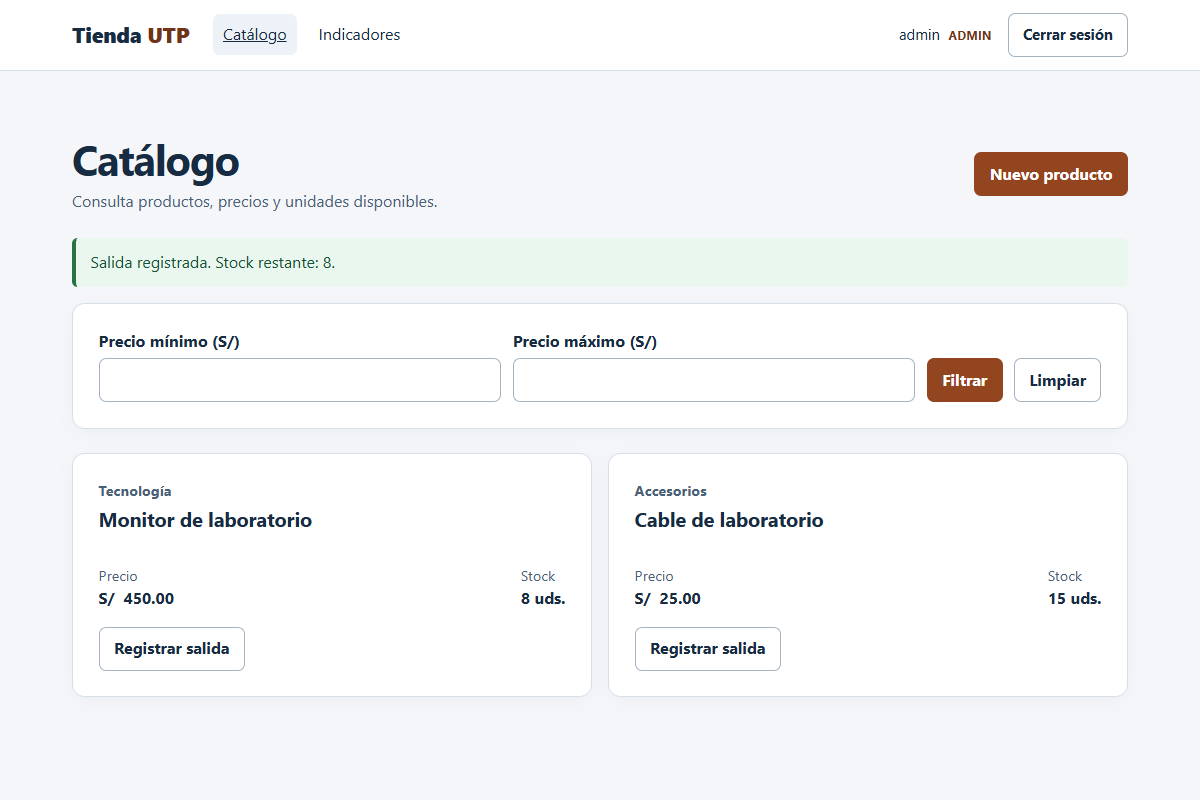 Tienda UTP Catálogo Indicadores admin ADMIN Cerrar sesión
Catálogo
Nuevo producto
Consulta productos, precios y unidades disponibles.
Salida registrada. Stock restante: 8.
Precio mínimo (S/) Precio máximo (S/)
Filtrar Limpiar
Tecnología
Monitor de laboratorio
Precio Stock
S/ 450.00 8 uds.
Registrar salida
Accesorios
Cable de laboratorio
Precio Stock
S/ 25.00 15 uds.
Registrar salida